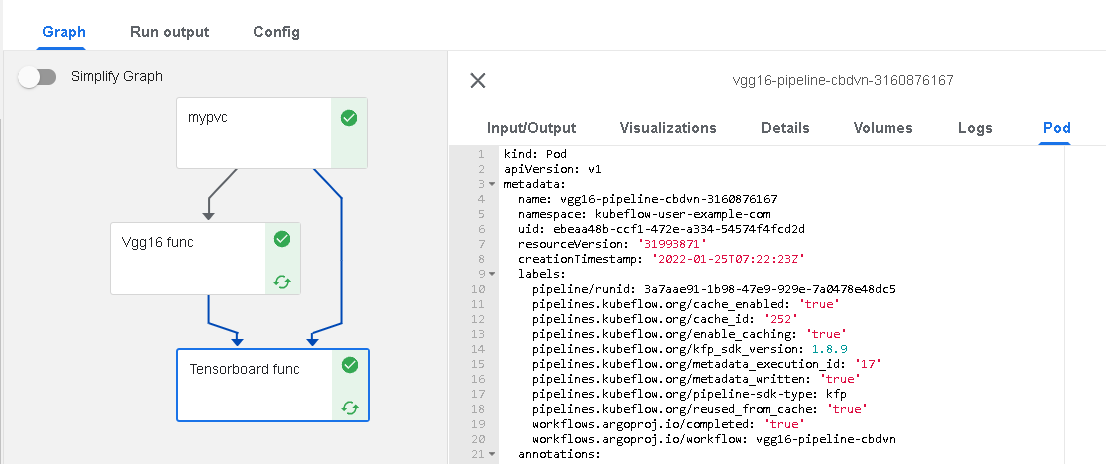 Graph Run output Config
Simplify Graph
mypvc
Vgg16 func
Tensorboard func
vgg16-pipeline-cbdvn-3160876167
Input/Output Visualizations Details Volumes Logs Pod
1 kind: Pod
2 apiVersion: v1
3 metadata:
4 name: vgg16-pipeline-cbdvn-3160876167
5 namespace: kubeflow-user-example-com
6 uid: ebeaa48b-ccf1-472e-a334-54574f4fcd2d
7 resourceVersion: '31993871'
8 creationTimestamp: '2022-01-25T07:22:23Z'
9 labels:
10 pipeline/runid: 3a7aae91-1b98-47e9-929e-7a0478e48dc5
11 pipelines.kubeflow.org/cache_enabled: 'true'
12 pipelines.kubeflow.org/cache_id: '252'
13 pipelines.kubeflow.org/enable_caching: 'true'
14 pipelines.kubeflow.org/kfp_sdk_version: 1.8.9
15 pipelines.kubeflow.org/metadata_execution_id: '17'
16 pipelines.kubeflow.org/metadata_written: 'true'
17 pipelines.kubeflow.org/pipeline-sdk-type: kfp
18 pipelines.kubeflow.org/reused_from_cache: 'true'
19 workflows.argoproj.io/completed: 'true'
20 workflows.argoproj.io/workflow: vgg16-pipeline-cbdvn
21 annotations: